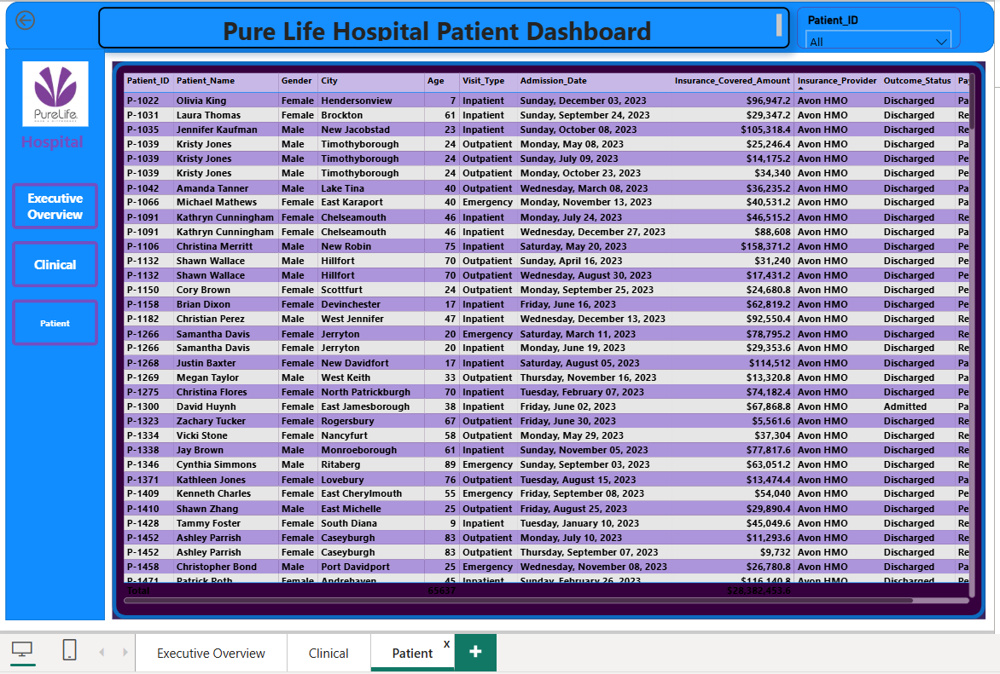 Pure Life Hospital Patient Dashboard
Patient_ID
All
PureLife.
Hospital
Executive
Overview
Clinical
Patient
Patient_ID Patient_Name Gender City Age Visit_Type Admission_Date Insurance_Covered_Amount Insurance_Provider Outcome_Status Pa
P-1022 Olivia King Female Hendersonview 7 Inpatient Sunday, December 03, 2023 $96,947.2 Avon HMO Discharged Pa
P-1031 Laura Thomas Female Brockton 61 Inpatient Sunday, September 24, 2023 $29,347.2 Avon HMO Discharged Re
P-1035 Jennifer Kaufman Male New Jacobstad 23 Inpatient Sunday, October 08, 2023 $105,318.4 Avon HMO Discharged Re
P-1039 Kristy Jones Male Timothyborough 24 Outpatient Monday, May 08, 2023 $25,246.4 Avon HMO Discharged Pa
P-1039 Kristy Jones Male Timothyborough 24 Outpatient Sunday, July 09, 2023 $14,175.2 Avon HMO Discharged Pe
P-1039 Kristy Jones Male Timothyborough 24 Outpatient Monday, October 23, 2023 $34,340 Avon HMO Discharged Pe
P-1042 Amanda Tanner Male Lake Tina 40 Outpatient Wednesday, March 08, 2023 $36,235.2 Avon HMO Discharged Pa
P-1066 Michael Mathews Female East Karaport 40 Emergency Monday, November 13, 2023 $40,531.2 Avon HMO Discharged Pa
P-1091 Kathryn Cunningham Female Chelseamouth 46 Inpatient Monday, July 24, 2023 $46,515.2 Avon HMO Discharged Re
P-1091 Kathryn Cunningham Female Chelseamouth 46 Inpatient Wednesday, December 27, 2023 $88,608 Avon HMO Discharged Pa
P-1106 Christina Merritt Male New Robin 75 Inpatient Saturday, May 20, 2023 $158,371.2 Avon HMO Discharged Pe
P-1132 Shawn Wallace Male Hillfort 70 Outpatient Sunday, April 16, 2023 $31,240 Avon HMO Discharged Pe
P-1132 Shawn Wallace Male Hillfort 70 Outpatient Wednesday, August 30, 2023 $17,431.2 Avon HMO Discharged Pe
P-1150 Cory Brown Female Scottfurt 24 Outpatient Monday, September 25, 2023 $24,680.8 Avon HMO Discharged Pa
P-1158 Brian Dixon Female Devinchester 17 Inpatient Friday, June 16, 2023 $62,819.2 Avon HMO Discharged Pe
P-1182 Christian Perez Male West Jennifer 47 Inpatient Wednesday, December 13, 2023 $92,550.4 Avon HMO Discharged Re
P-1266 Samantha Davis Female Jerryton 20 Emergency Saturday, March 11, 2023 $78,795.2 Avon HMO Discharged Pe
P-1266 Samantha Davis Female Jerryton 20 Inpatient Monday, June 19, 2023 $29,353.6 Avon HMO Discharged Re
P-1268 Justin Baxter Female New Davidfort 17 Inpatient Saturday, August 05, 2023 $114,512 Avon HMO Discharged Pa
P-1269 Megan Taylor Male West Keith 33 Outpatient Thursday, November 16, 2023 $13,320.8 Avon HMO Discharged Pa
P-1275 Christina Flores Female North Patrickburgh 70 Inpatient Tuesday, February 07, 2023 $74,182.4 Avon HMO Discharged Pe
P-1300 David Huynh Female East Jamesborough 38 Inpatient Friday, June 02, 2023 $67,868.8 Avon HMO Admitted Pa
P-1323 Zachary Tucker Female Rogersbury 67 Outpatient Friday, June 30, 2023 $5,561.6 Avon HMO Discharged Re
P-1334 Vicki Stone Female Nancyfurt 58 Outpatient Monday, May 29, 2023 $37,304 Avon HMO Discharged Re
P-1338 Jay Brown Male Monroeborough 61 Inpatient Sunday, November 05, 2023 $77,817.6 Avon HMO Discharged Re
P-1346 Cynthia Simmons Male Ritaberg 89 Emergency Sunday, September 03, 2023 $63,051.2 Avon HMO Discharged Re
P-1371 Kathleen Jones Female Lovebury 76 Outpatient Tuesday, August 15, 2023 $13,474.4 Avon HMO Discharged Pa
P-1409 Kenneth Charles Female East Cherylmouth 55 Emergency Friday, September 08, 2023 $54,040 Avon HMO Discharged Pe
P-1410 Shawn Zhang Male East Michelle 25 Outpatient Friday, August 25, 2023 $29,890.4 Avon HMO Discharged Pe
P-1428 Tammy Foster Female South Diana 9 Inpatient Tuesday, January 10, 2023 $45,049.6 Avon HMO Discharged Re
P-1452 Ashley Parrish Female Caseyburgh 83 Outpatient Monday, July 10, 2023 $11,293.6 Avon HMO Discharged Re
P-1452 Ashley Parrish Female Caseyburgh 83 Outpatient Thursday, September 07, 2023 $9,732 Avon HMO Discharged Re
P-1458 Christopher Bond Male Port Davidport 25 Emergency Wednesday, November 08, 2023 $26,780.8 Avon HMO Discharged Pa
P-1471 Patrick Roth Female Andrehaven 45 Inpatient Sunday, February 26, 2023 $116,140.8 Avon HMO Discharged Pe
Total 65637 $28,382,453.6
Executive Overview Clinical Patient x +